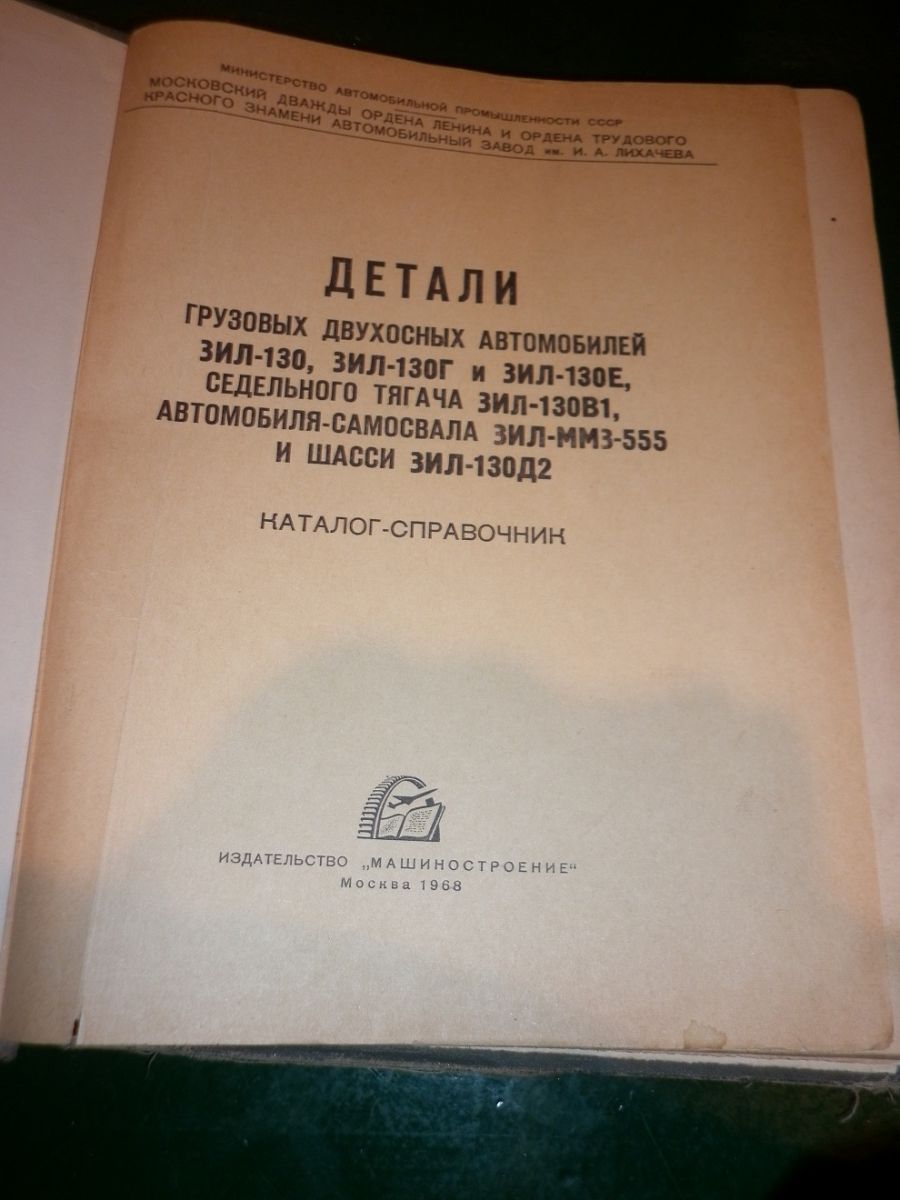 МИНИСТЕРСТВО АВТОМОБИЛЬНОЙ ПРОМЫШЛЕННОСТИ СССР
МОСКОВСКИЙ ДВАЖДЫ ОРДЕНА ЛЕНИНА И ОРДЕНА ТРУДОВОГО
КРАСНОГО ЗНАМЕНИ АВТОМОБИЛЬНЫЙ ЗАВОД им. И. А. ЛИХАЧЕВА
ДЕТАЛИ
ГРУЗОВЫХ ДВУХОСНЫХ АВТОМОБИЛЕЙ
ЗИЛ-130, ЗИЛ-130Г и ЗИЛ-130Е,
СЕДЕЛЬНОГО ТЯГАЧА ЗИЛ-130В1,
АВТОМОБИЛЯ-САМОСВАЛА ЗИЛ-ММЗ-555
И ШАССИ ЗИЛ-130Д2
КАТАЛОГ-СПРАВОЧНИК
ИЗДАТЕЛЬСТВО „МАШИНОСТРОЕНИЕ“
Москва 1968